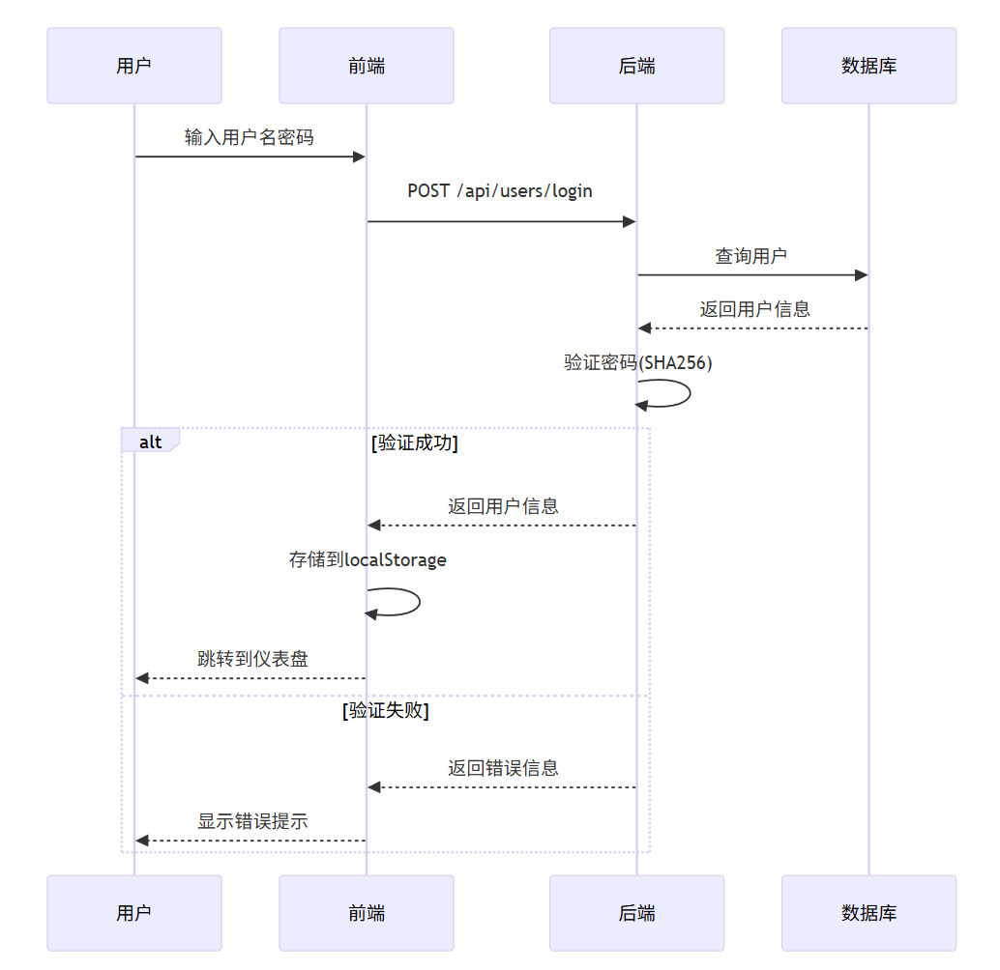 用户
前端
后端
数据库
输入用户名密码
POST /api/users/login
查询用户
返回用户信息
验证密码(SHA256)
alt
[验证成功]
返回用户信息
存储到localStorage
跳转到仪表盘
[验证失败]
返回错误信息
显示错误提示
用户
前端
后端
数据库